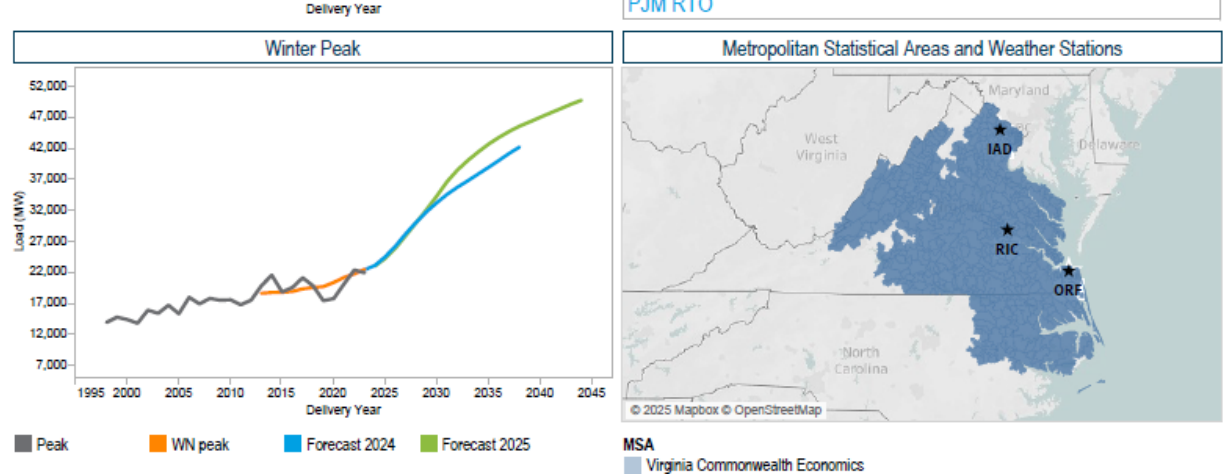 Delivery Year
PJM RTO
Winter Peak
Load (MW)
52,000
47,000
42,000
37,000
32,000
27,000
22,000
17,000
12,000
7,000
1995 2000 2005 2010 2015 2020 2025 2030 2035 2040 2045
Delivery Year
Peak
WN peak
Forecast 2024
Forecast 2025
Metropolitan Statistical Areas and Weather Stations
Maryland
West
Virginia
IAD
Delaware
RIC
ORF
North
Carolina
© 2025 Mapbox © OpenStreetMap
MSA
Virginia Commonwealth Economics